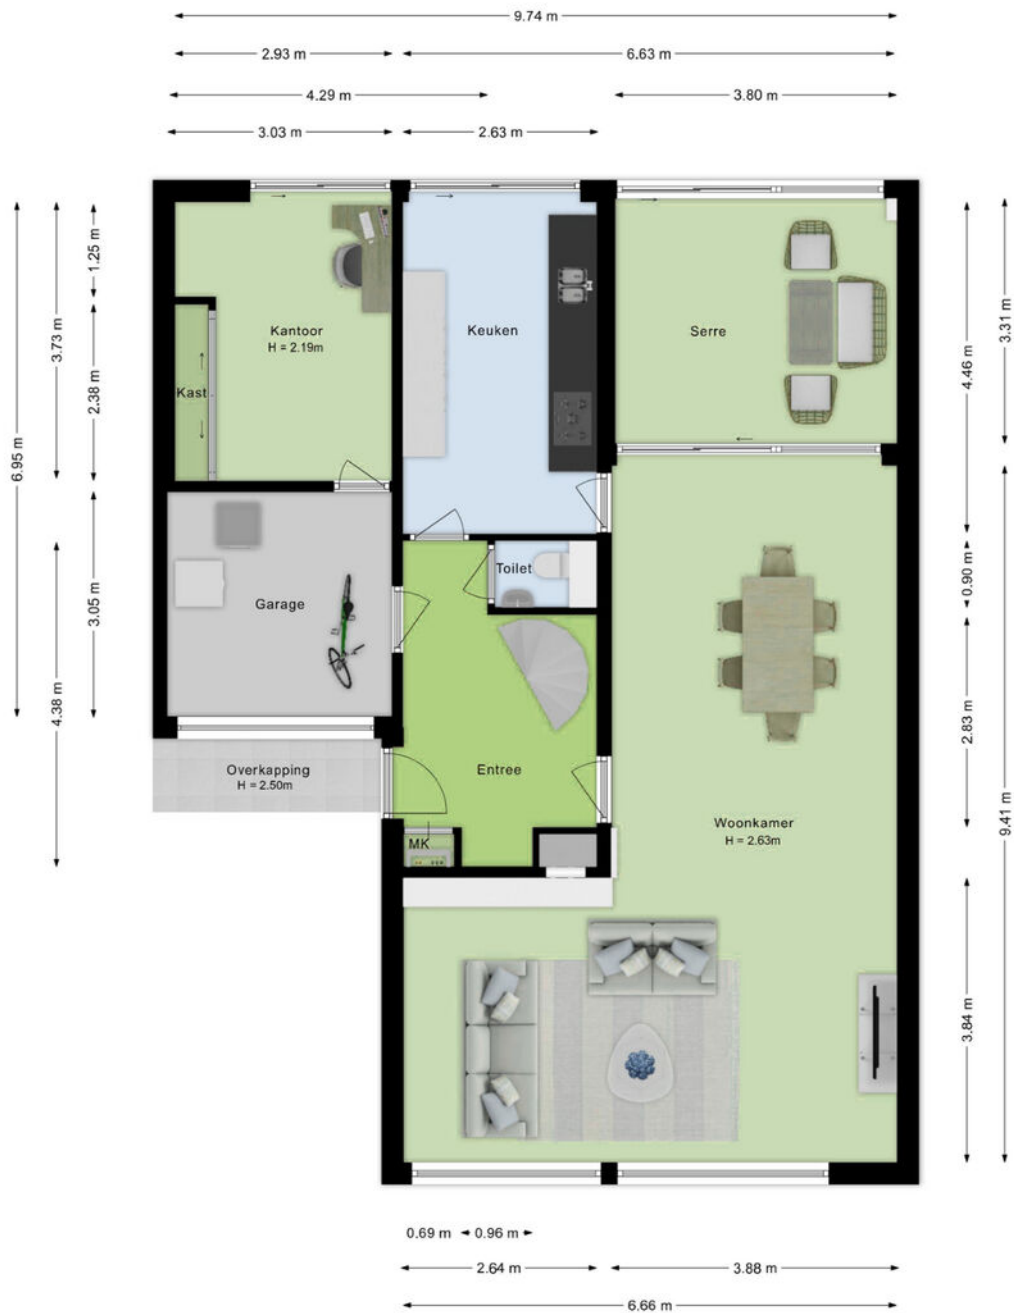 9.74 m
2.93 m
6.63 m
4.29 m
3.80 m
3.03 m
2.63 m
6.95 m
3.73 m
1.25 m
2.38 m
3.05 m
4.38 m
Kantoor
H = 2.19m
Kast
Keuken
Serre
Garage
Toilet
Overkapping
H = 2.50m
Entree
MK
Woonkamer
H = 2.63m
4.46 m
3.31 m
0.90 m
2.83 m
9.41 m
3.84 m
0.69 m
0.96 m
2.64 m
3.88 m
6.66 m